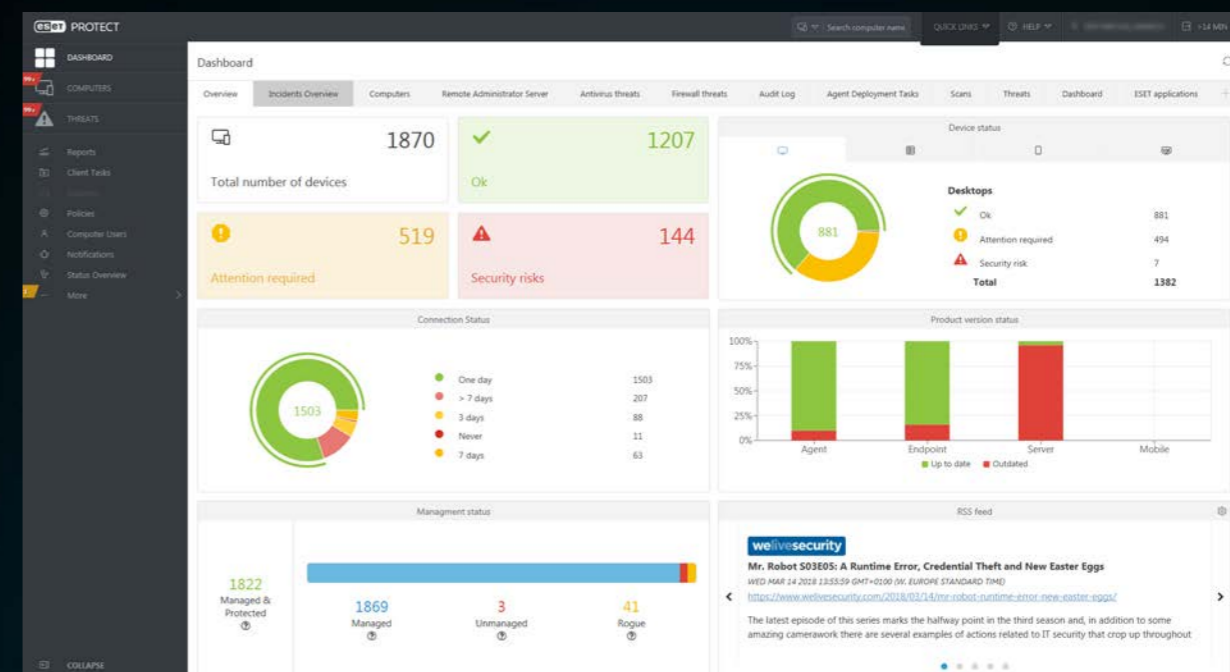 eset PROTECT
Search computer name
QUICK LINKS
HELP
>14 MIN
DASHBOARD
COMPUTERS
THREATS
Reports
Client Tasks
Policies
Computer Users
Notifications
Status Overview
More
COLLAPSE
Dashboard
Overview
Incidents Overview
Computers
Remote Administrator Server
Antivirus threats
Firewall threats
Audit Log
Agent Deployment Tasks
Scans
Threats
Dashboard
ESET applications
1870
Total number of devices
1207
Ok
519
Attention required
144
Security risks
Device status
881
Desktops
Ok 881
Attention required 494
Security risk 7
Total 1382
Connection Status
1503
One day 1503
> 7 days 207
3 days 88
Never 11
7 days 63
Product version status
100%
75%
50%
25%
0%
Agent Endpoint Server Mobile
Up to date Outdated
Managment status
1822
Managed &
Protected
1869
Managed
3
Unmanaged
41
Rogue
RSS feed
welivesecurity
Mr. Robot S03E05: A Runtime Error, Credential Theft and New Easter Eggs
WED MAR 14 2018 13:55:59 GMT+0100 (W. EUROPE STANDARD TIME)
https://www.welivesecurity.com/2018/03/14/mr-robot-runtime-error-new-easter-eggs/
The latest episode of this series marks the halfway point in the third season and, in addition to some
amazing camerawork there are several examples of actions related to IT security that crop up throughout